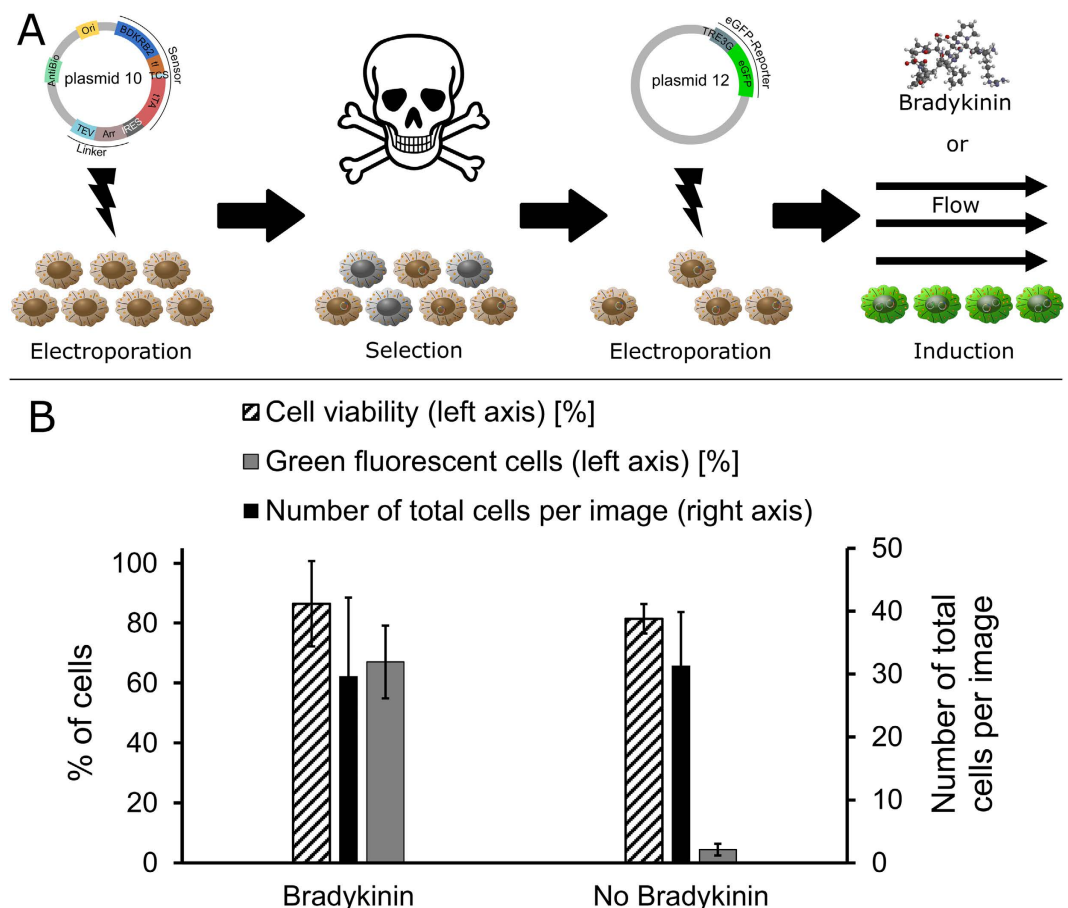 A
Ori
BDKRB2
Sensor
tl
TCS
tTA
IRES
Arr
TEV
Linker
AntiBio
plasmid 10
TRE3G
eGFP
eGFP-Reporter
plasmid 12
Bradykinin
or
Flow
Electroporation
Selection
Electroporation
Induction
B
Cell viability (left axis) [%]
Green fluorescent cells (left axis) [%]
Number of total cells per image (right axis)
% of cells
100
80
60
40
20
0
50
40
30
20
10
0
Number of total
cells per image
Bradykinin
No Bradykinin